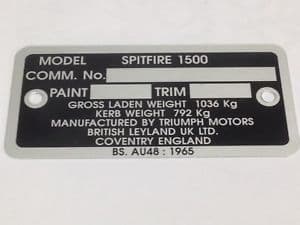 MODEL SPITFIRE 1500
COMM. No.
PAINT TRIM
GROSS LADEN WEIGHT 1036 Kg
KERB WEIGHT 792 Kg
MANUFACTURED BY TRIUMPH MOTORS
BRITISH LEYLAND UK LTD.
COVENTRY ENGLAND
BS. AU48 : 1965